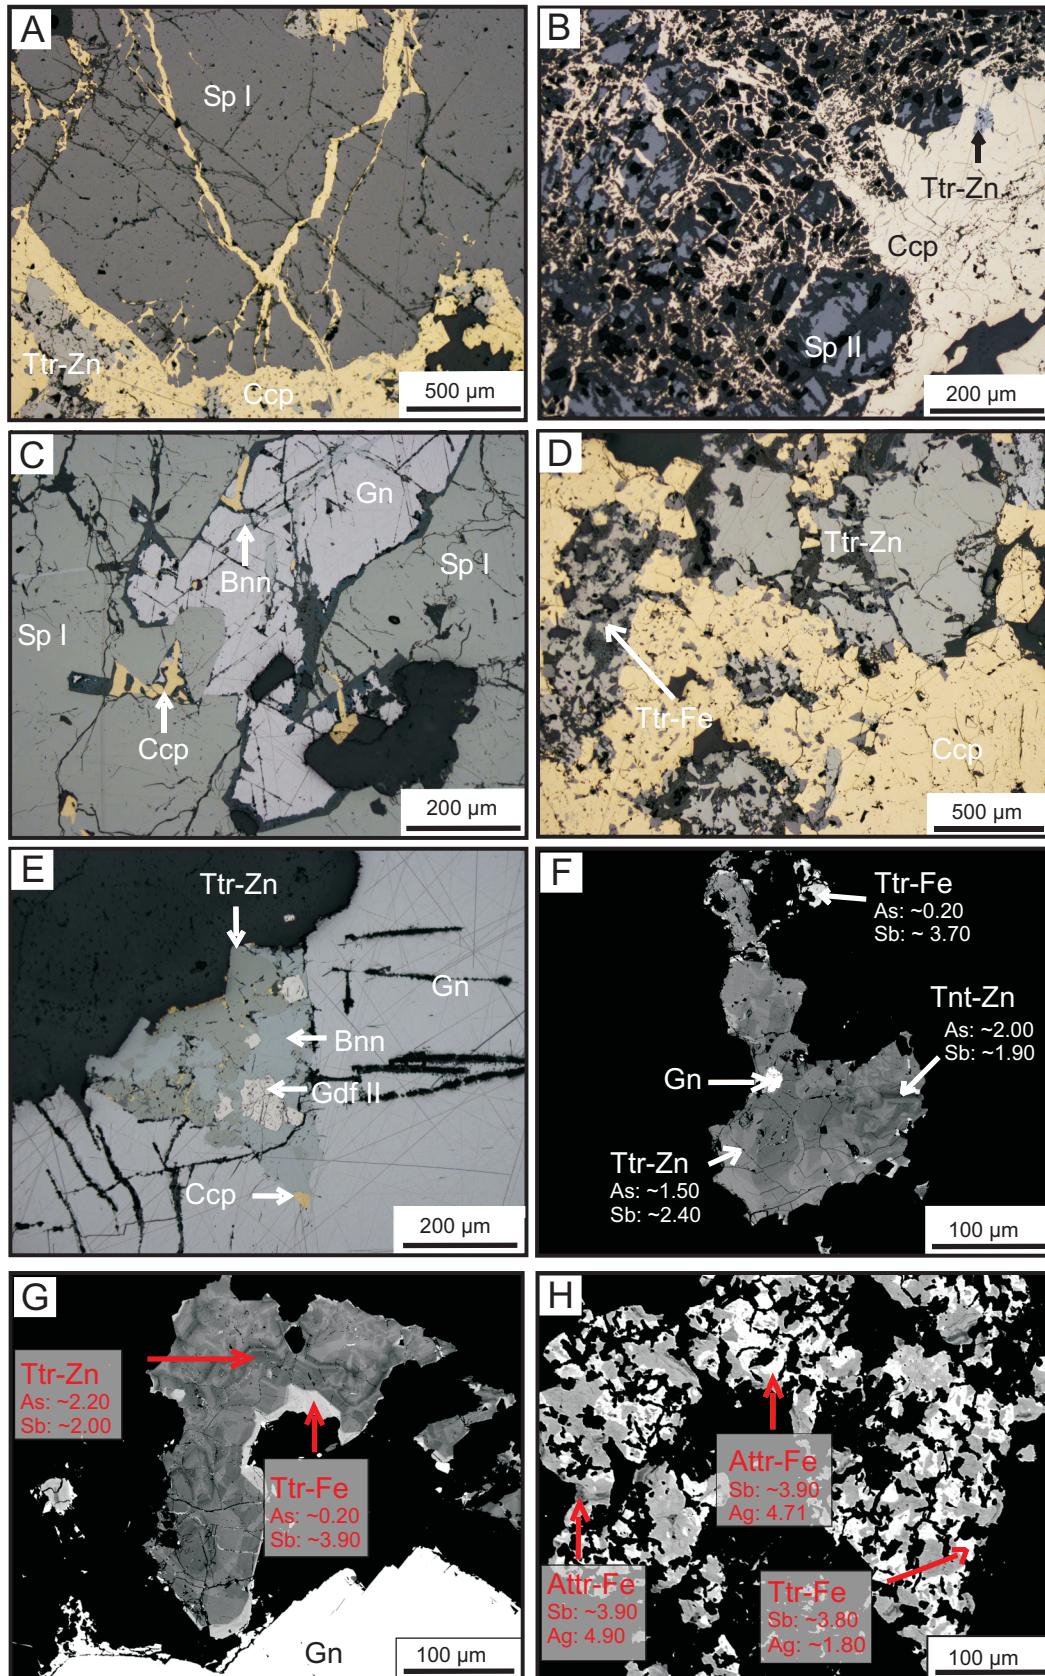 A
Sp I
Ttr-Zn
Ccp
500 µm
B
Ttr-Zn
Ccp
Sp II
200 µm
C
Gn
Bnn
Sp I
Sp I
Ccp
200 µm
D
Ttr-Zn
Ttr-Fe
Ccp
500 µm
E
Ttr-Zn
Gn
Bnn
Gdf II
Ccp
200 µm
F
Ttr-Fe
As: ~0.20
Sb: ~ 3.70
Tnt-Zn
As: ~2.00
Sb: ~1.90
Gn
Ttr-Zn
As: ~1.50
Sb: ~2.40
100 µm
G
Ttr-Zn
As: ~2.20
Sb: ~2.00
Ttr-Fe
As: ~0.20
Sb: ~3.90
Gn
100 µm
H
Attr-Fe
Sb: ~3.90
Ag: 4.71
Attr-Fe
Sb: ~3.90
Ag: 4.90
Ttr-Fe
Sb: ~3.80
Ag: ~1.80
100 µm